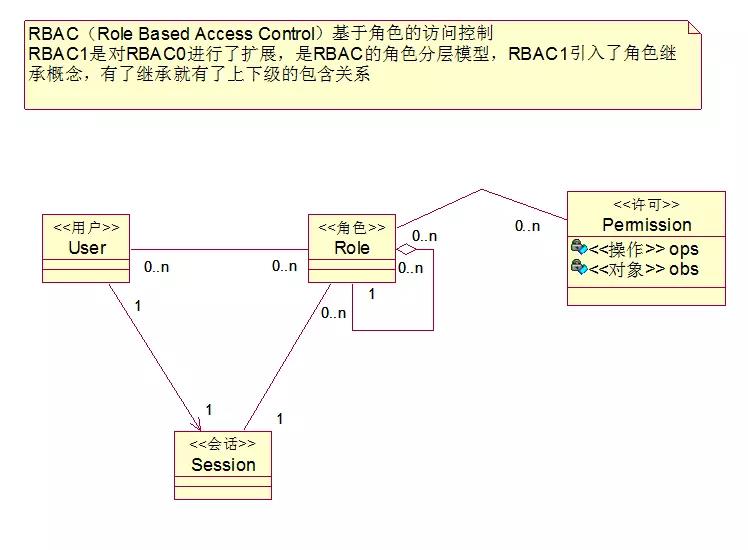 RBAC（Role Based Access Control）基于角色的访问控制
RBAC1是对RBAC0进行了扩展，是RBAC的角色分层模型，RBAC1引入了角色继
承概念，有了继承就有了上下级的包含关系
<<用户>>
User
<<角色>>
Role
<<许可>>
Permission
<<操作>> ops
<<对象>> obs
0..n
0..n
0..n
0..n
0..n
1
0..n
1
1
1
<<会话>>
Session